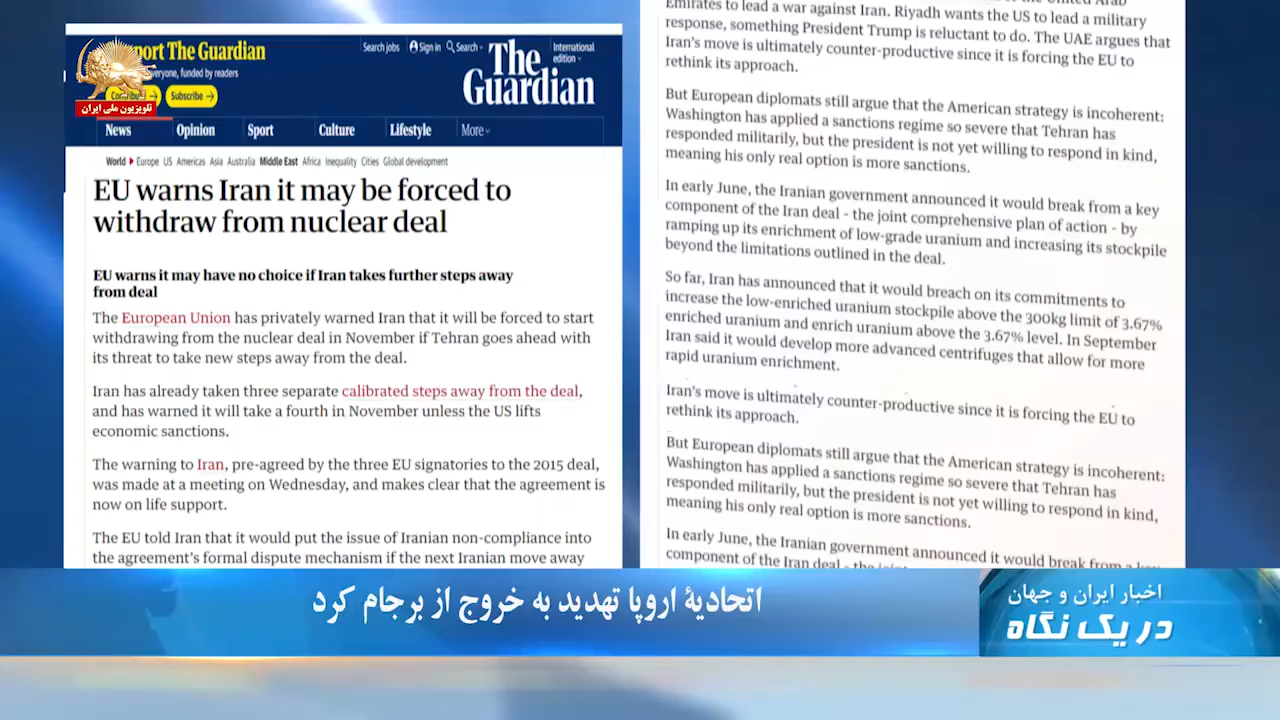 Support The Guardian
everyone, funded by readers
Subscribe →
تلویزیون ملی ایران
Search jobs
Sign in
Search
The
Guardian
International
edition
News
Opinion
Sport
Culture
Lifestyle
More
World
Europe US Americas Asia Australia Middle East Africa Inequality Cities Global development
EU warns Iran it may be forced to
withdraw from nuclear deal
EU warns it may have no choice if Iran takes further steps away
from deal
The European Union has privately warned Iran that it will be forced to start
withdrawing from the nuclear deal in November if Tehran goes ahead with
its threat to take new steps away from the deal.
Iran has already taken three separate calibrated steps away from the deal,
and has warned it will take a fourth in November unless the US lifts
economic sanctions.
The warning to Iran, pre-agreed by the three EU signatories to the 2015 deal,
was made at a meeting on Wednesday, and makes clear that the agreement is
now on life support.
The EU told Iran that it would put the issue of Iranian non-compliance into
the agreement's formal dispute mechanism if the next Iranian move away
Emirates to lead a war against Iran. Riyadh wants the US to lead a military
response, something President Trump is reluctant to do. The UAE argues that
Iran's move is ultimately counter-productive since it is forcing the EU to
rethink its approach.
But European diplomats still argue that the American strategy is incoherent:
Washington has applied a sanctions regime so severe that Tehran has
responded militarily, but the president is not yet willing to respond in kind,
meaning his only real option is more sanctions.
In early June, the Iranian government announced it would break from a key
component of the Iran deal - the joint comprehensive plan of action - by
ramping up its enrichment of low-grade uranium and increasing its stockpile
beyond the limitations outlined in the deal.
So far, Iran has announced that it would breach on its commitments to
increase the low-enriched uranium stockpile above the 300kg limit of 3.67%
enriched uranium and enrich uranium above the 3.67% level. In September
Iran said it would develop more advanced centrifuges that allow for more
rapid uranium enrichment.
Iran's move is ultimately counter-productive since it is forcing the EU to
rethink its approach.
But European diplomats still argue that the American strategy is incoherent:
Washington has applied a sanctions regime so severe that Tehran has
responded militarily, but the president is not yet willing to respond in kind,
meaning his only real option is more sanctions.
In early June, the Iranian government announced it would break from a
component of the Iran deal - the
اتحادیهٔ اروپا تهدید به خروج از برجام کرد
اخبار ایران و جهان
در یک نگاه